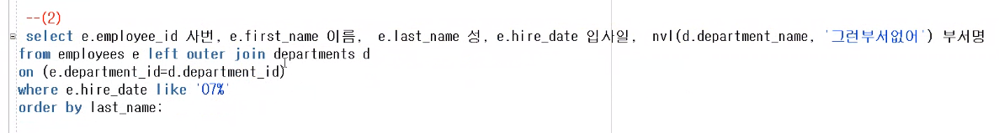 --(2)
select e.employee_id 사번, e.first_name 이름, e.last_name 성, e.hire_date 입사일, nvl(d.department_name, '그런부서없어') 부서명
from employees e left outer join departments d
on (e.department_id=d.department_id)
where e.hire_date like '07%'
order by last_name;